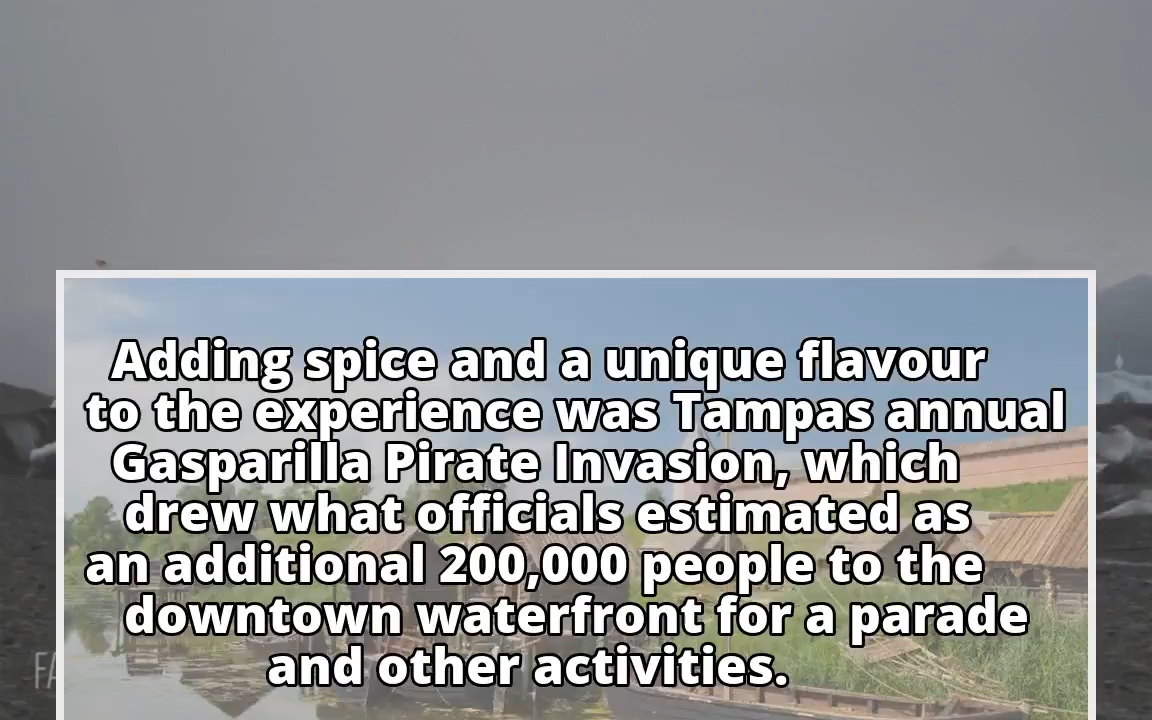 Adding spice and a unique flavour
to the experience was Tampas annual
Gasparilla Pirate Invasion, which
drew what officials estimated as
an additional 200,000 people to the
downtown waterfront for a parade
and other activities.